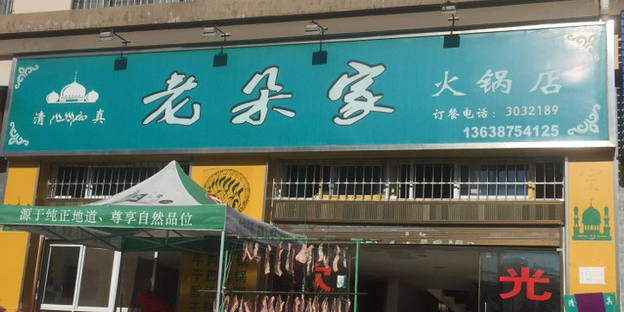 清 真
老朵家
火锅店
订餐电话：3032189
13638754125
源于纯正地道、尊享自然品位
光